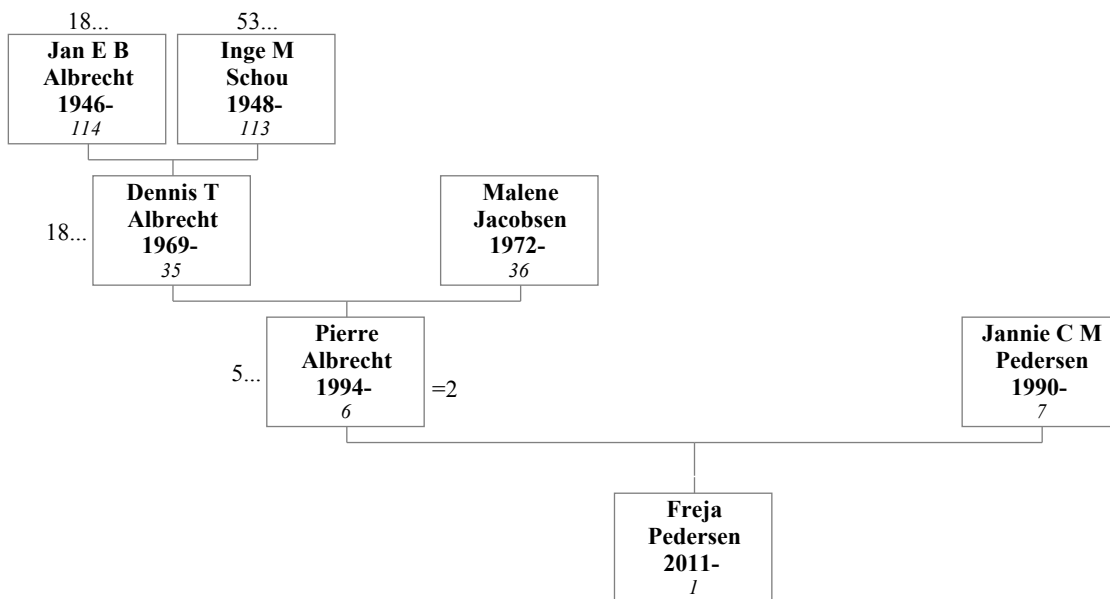 18...
53...
Jan E B
Albrecht
1946-
114
Inge M
Schou
1948-
113
18...
Dennis T
Albrecht
1969-
35
Malene
Jacobsen
1972-
36
5...
Pierre
Albrecht
1994-
6
=2
Jannie C M
Pedersen
1990-
7
Freja
Pedersen
2011-
1